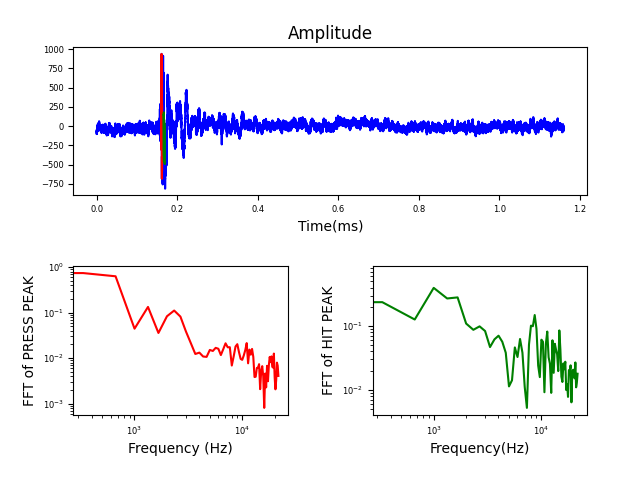 Amplitude
1000
750
500
250
0
−250
−500
−750
0.0 0.2 0.4 0.6 0.8 1.0 1.2
Time(ms)
FFT of PRESS PEAK
10⁰
10⁻¹
10⁻²
10⁻³
10³ 10⁴
Frequency (Hz)
FFT of HIT PEAK
10⁻¹
10⁻²
10³ 10⁴
Frequency(Hz)